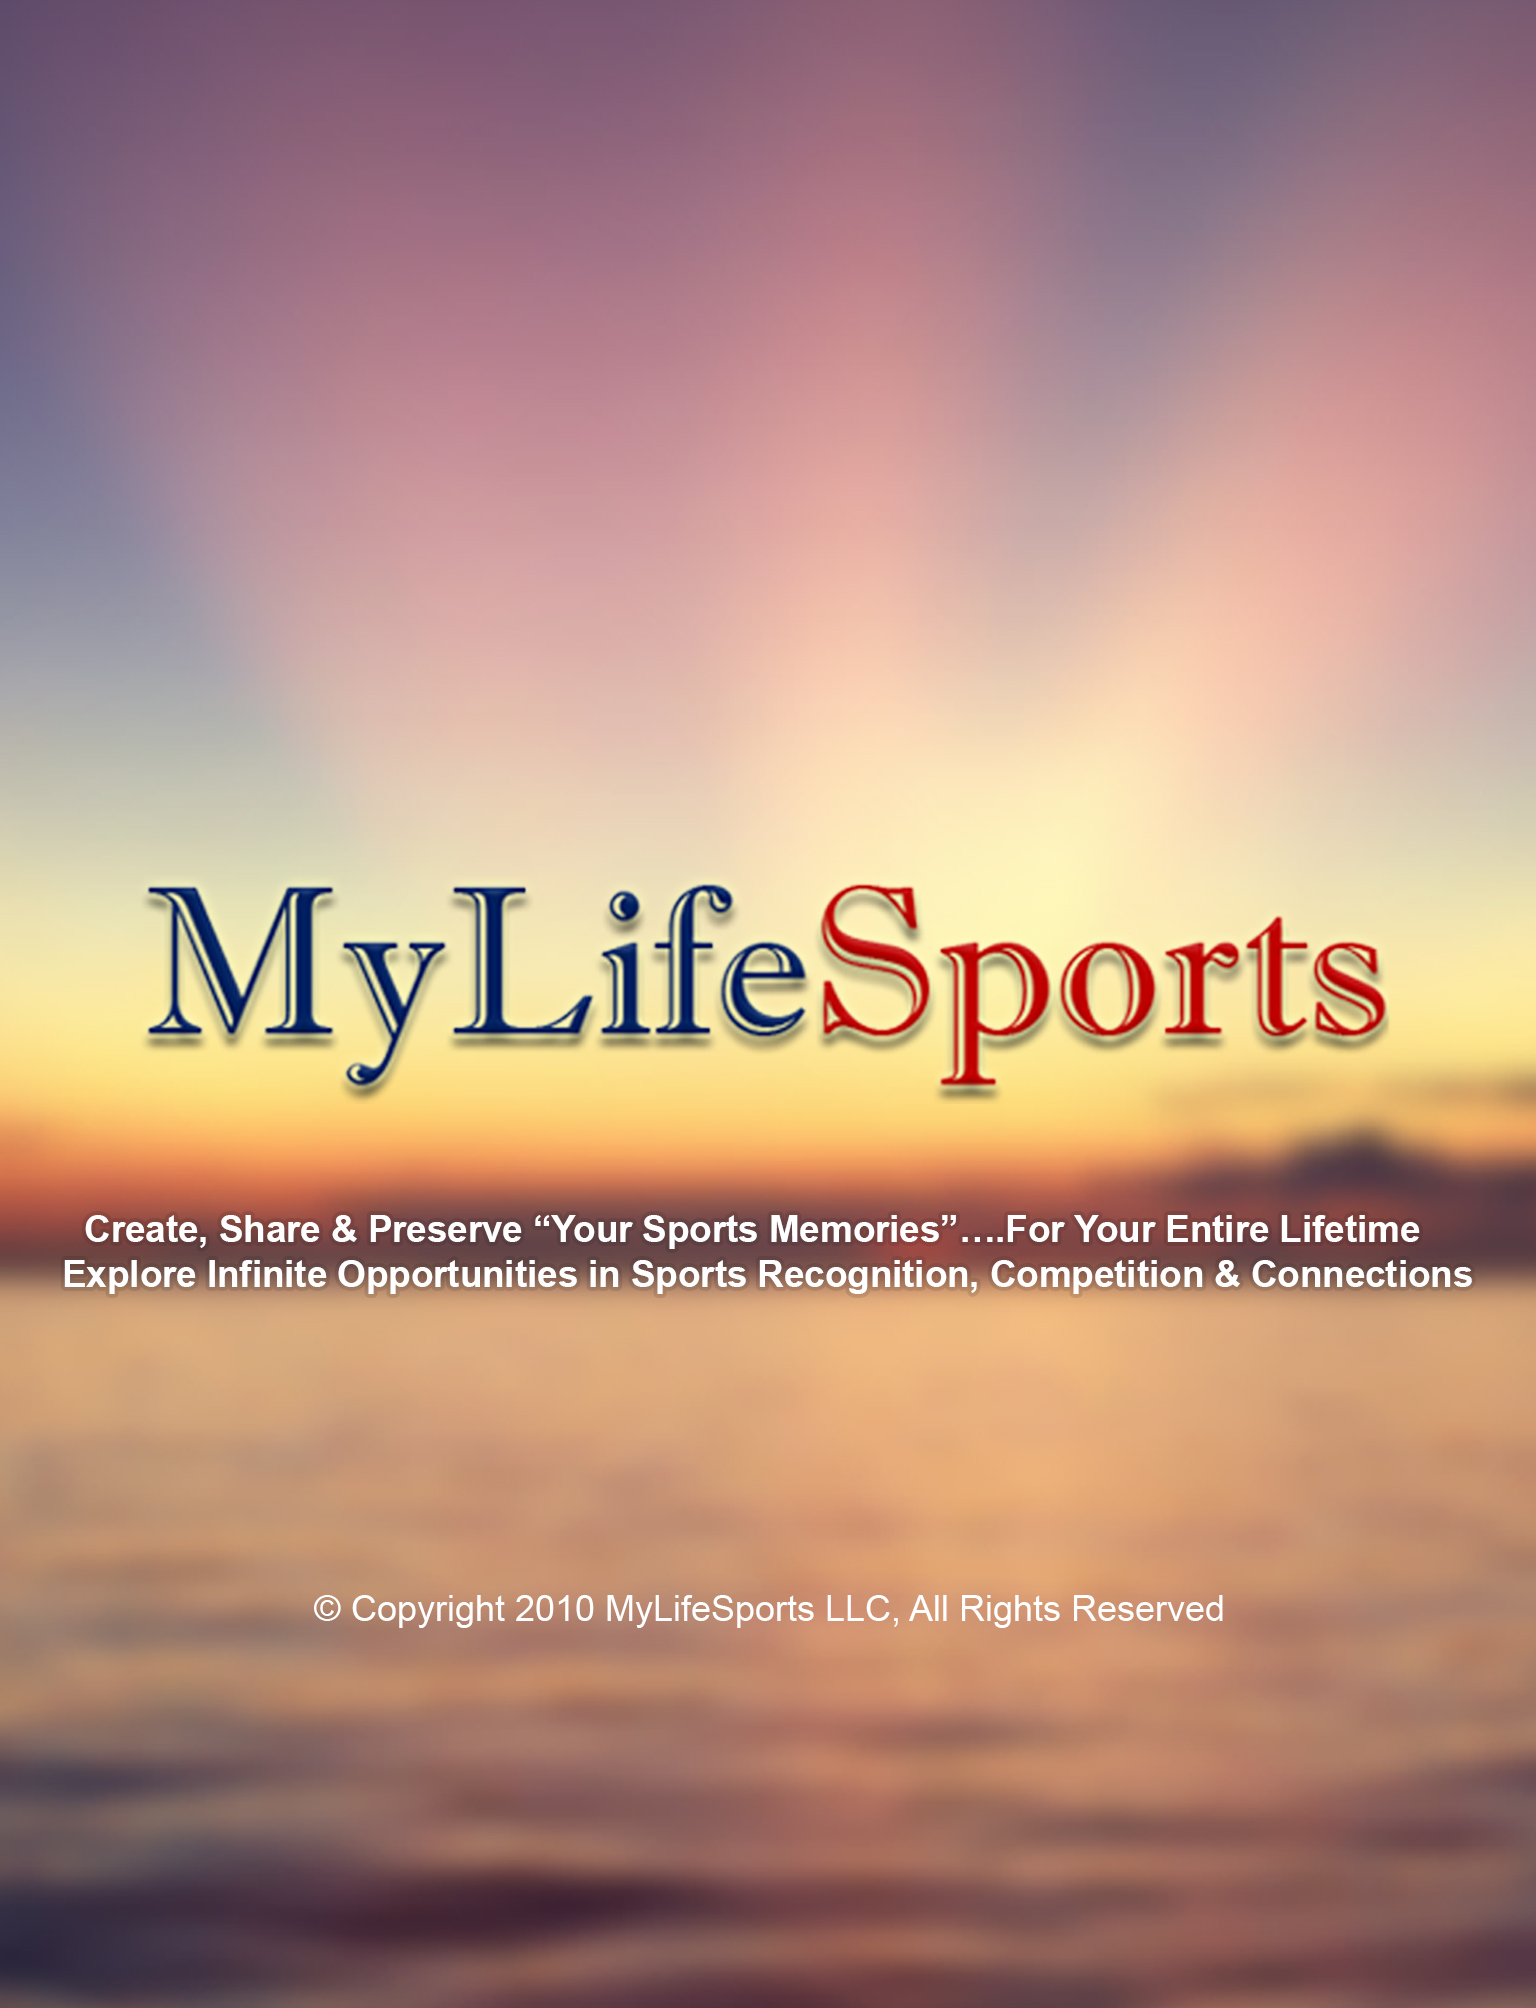 MyLifeSports
Create, Share & Preserve “Your Sports Memories”….For Your Entire Lifetime
Explore Infinite Opportunities in Sports Recognition, Competition & Connections
© Copyright 2010 MyLifeSports LLC, All Rights Reserved